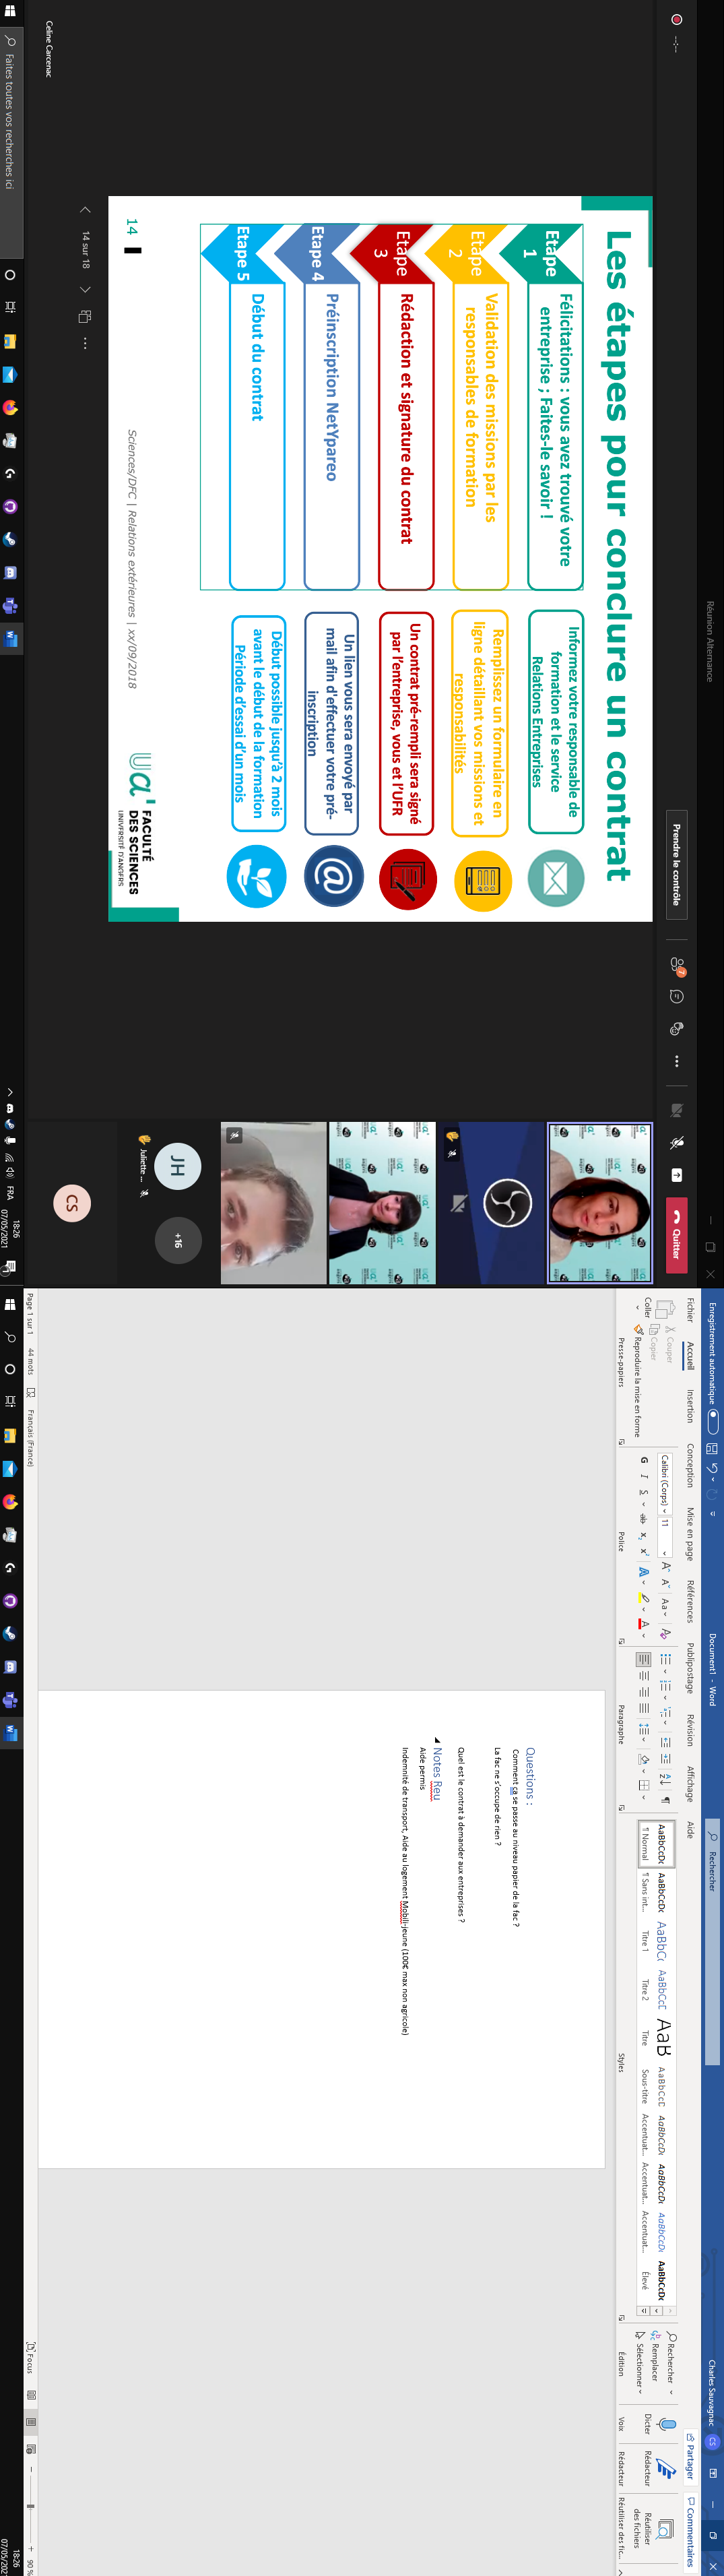 Réunion Alternance
Prendre le contrôle
7
Quitter
Les étapes pour conclure un contrat
Etape
1
Félicitations : vous avez trouvé votre
entreprise ; Faites-le savoir !
Informez votre responsable de
formation et le service
Relations Entreprises
Etape
2
Validation des missions par les
responsables de formation
Remplissez un formulaire en
ligne détaillant vos missions et
responsabilités
Etape
3
Rédaction et signature du contrat
Un contrat pré-rempli sera signé
par l'entreprise, vous et l'UFR
Etape 4
Préinscription NetYpareo
Un lien vous sera envoyé par
mail afin d'effectuer votre pré-
inscription
Etape 5
Début du contrat
Début possible jusqu'à 2 mois
avant le début de la formation
Période d'essai d'un mois
14
Sciences/DFC | Relations extérieures | xx/09/2018
ua'
FACULTÉ
DES SCIENCES
UNIVERSITÉ D'ANGERS
14 sur 18
JH
+16
Juliette ...
CS
Celine Carcenac
Faites toutes vos recherches ici
FRA
18:26
07/05/2021
Enregistrement automatique
Document1 - Word
Rechercher
Charles Sauvagnac
CS
Fichier Accueil Insertion Conception Mise en page Références Publipostage Révision Affichage Aide
Partager
Commentaires
Coller
Couper
Copier
Reproduire la mise en forme
Presse-papiers
Calibri (Corps)
11
G I S ab x₂ x²
Police
Paragraphe
AaBbCcDc AaBbCcDc AaBbC( AaBbCcD AaB AaBbCcD AaBbCcDc AaBbCcDc AaBbCcDc AaBbCcDc
¶ Normal ¶ Sans int... Titre 1 Titre 2 Titre Sous-titre Accentuat... Accentuat... Accentuat... Élevé
Styles
Rechercher
Remplacer
Sélectionner
Édition
Dicter
Voix
Rédacteur
Rédacteur
Réutiliser
des fichiers
Réutiliser des fic...
Questions :
Comment ça se passe au niveau papier de la fac ?
La fac ne s'occupe de rien ?
Quel est le contrat à demander aux entreprises ?
Notes Reu
Aide permis
Indemnité de transport, Aide au logement Mobili-jeune (100€ max non agricole)
Page 1 sur 1
44 mots
Français (France)
Focus
90 %
18:26
07/05/2021